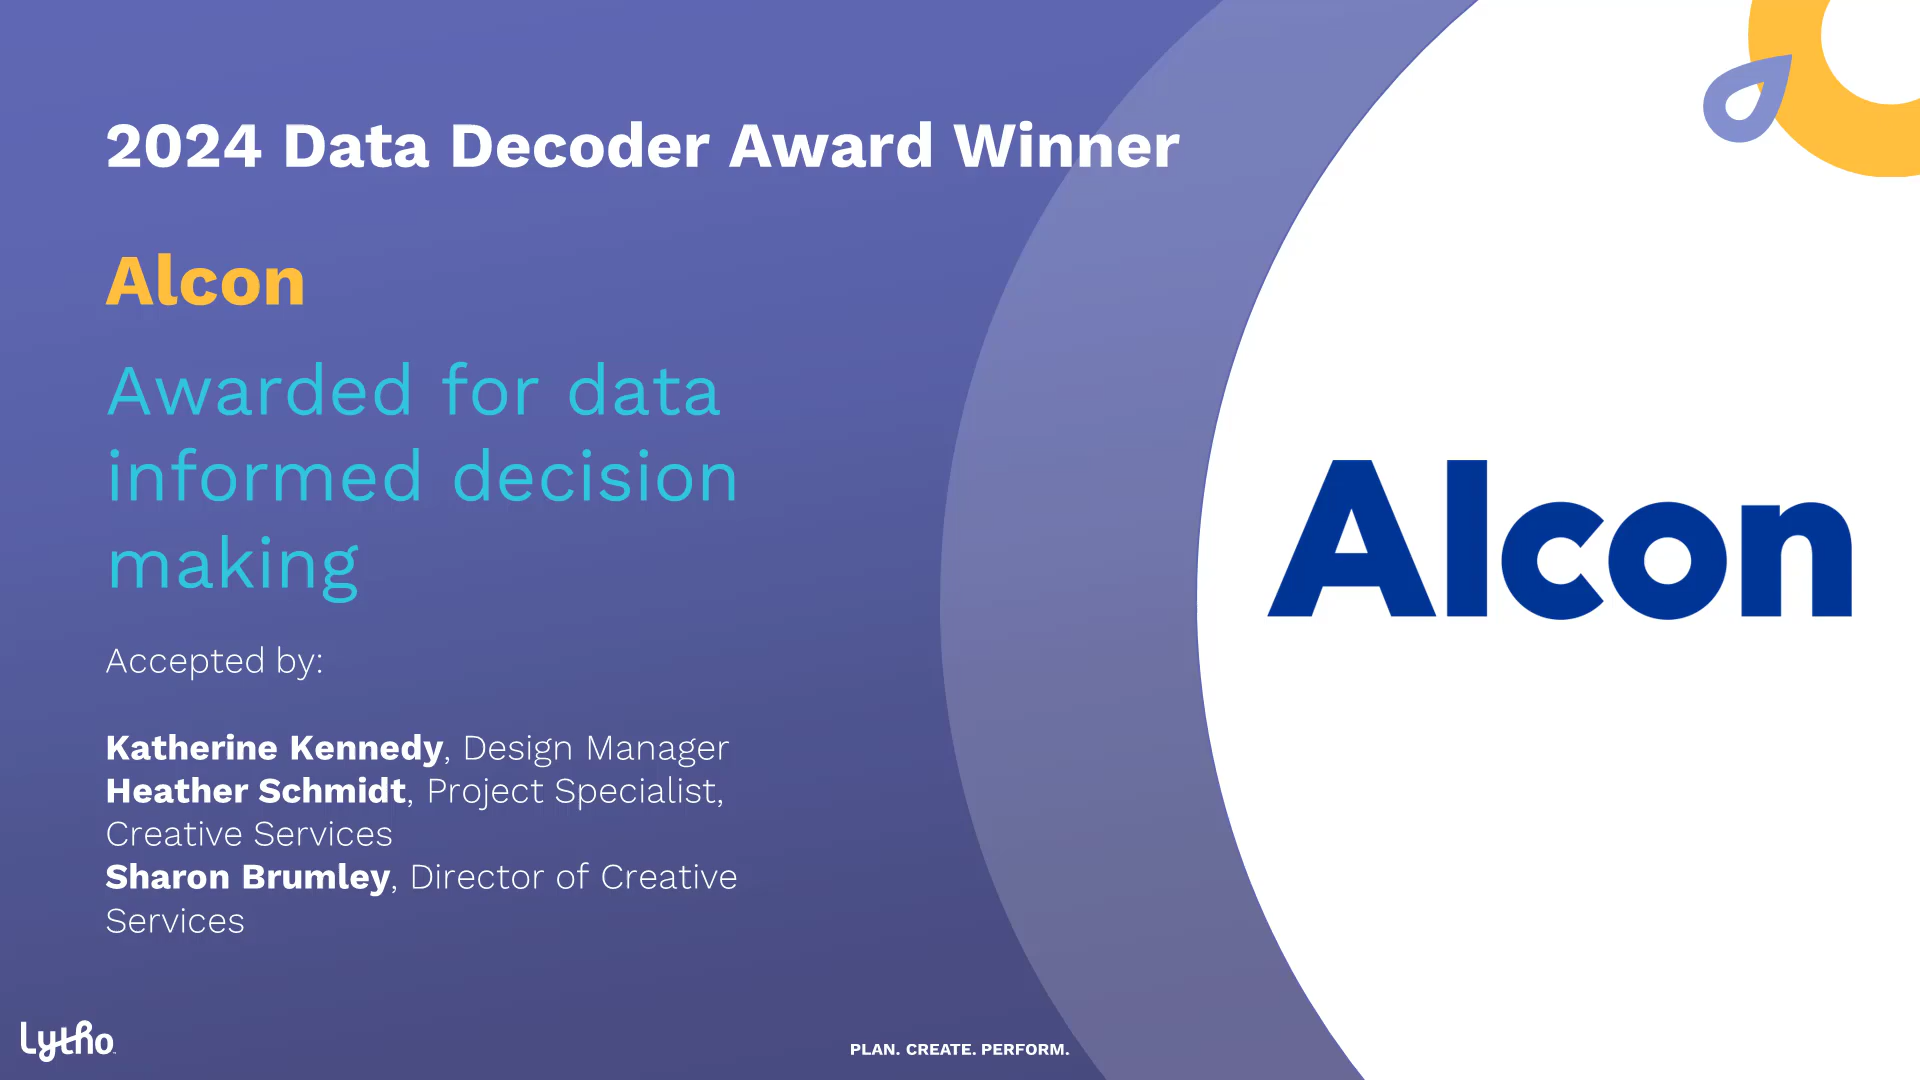 2024 Data Decoder Award Winner
Alcon
Awarded for data
informed decision
making
Accepted by:
Katherine Kennedy, Design Manager
Heather Schmidt, Project Specialist,
Creative Services
Sharon Brumley, Director of Creative
Services
Alcon
Lytho
PLAN. CREATE. PERFORM.